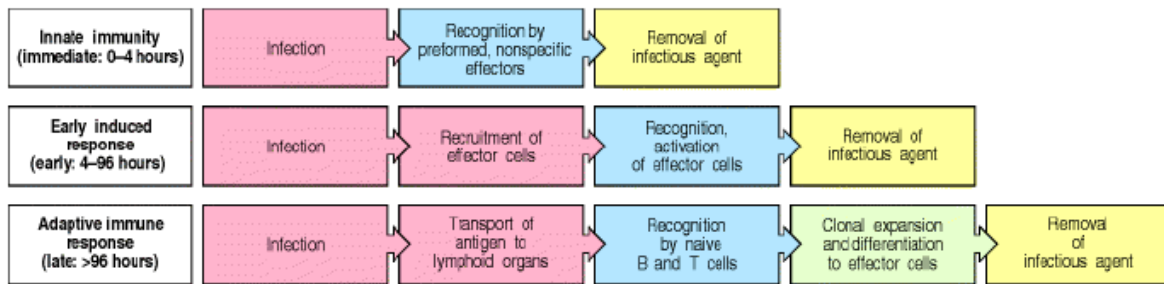 Innate immunity
(immediate: 0–4 hours)
Infection
Recognition by
preformed, nonspecific
effectors
Removal of
infectious agent
Early induced
response
(early: 4–96 hours)
Infection
Recruitment of
effector cells
Recognition,
activation
of effector cells
Removal of
infectious agent
Adaptive immune
response
(late: >96 hours)
Infection
Transport of
antigen to
lymphoid organs
Recognition
by naive
B and T cells
Clonal expansion
and differentiation
to effector cells
Removal
of
infectious agent